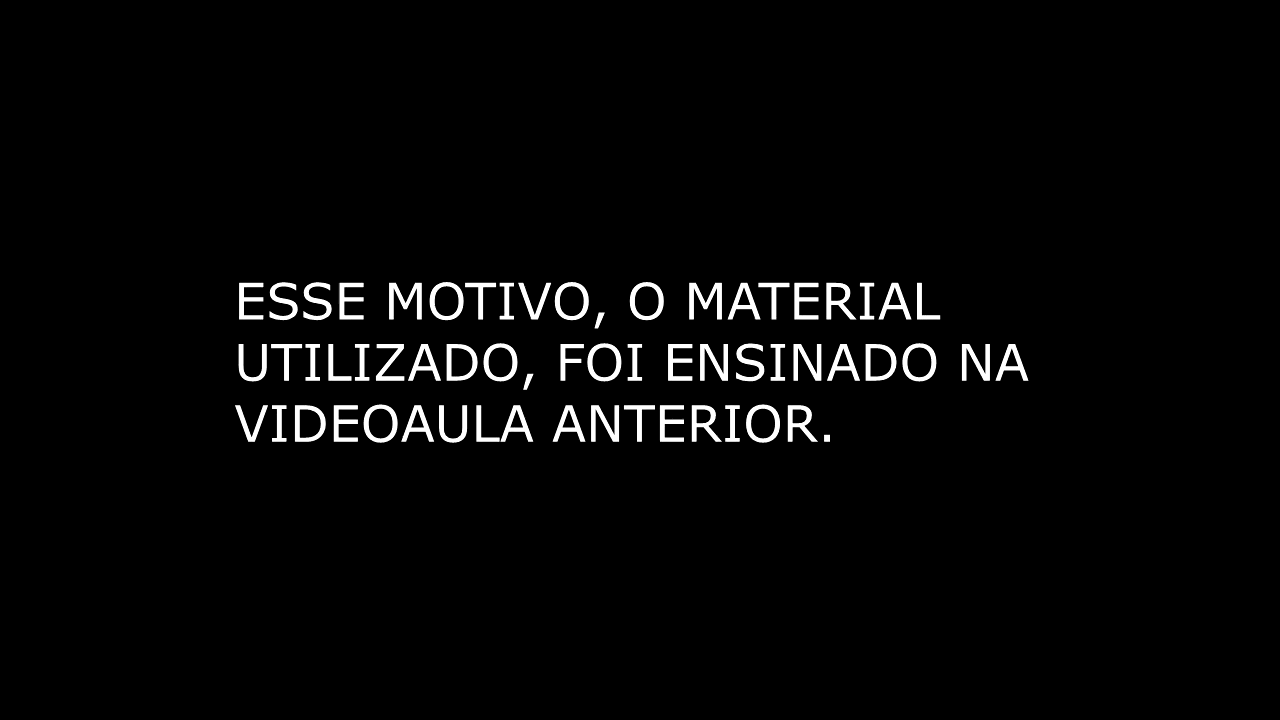 ESSE MOTIVO, O MATERIAL
UTILIZADO, FOI ENSINADO NA
VIDEOAULA ANTERIOR.